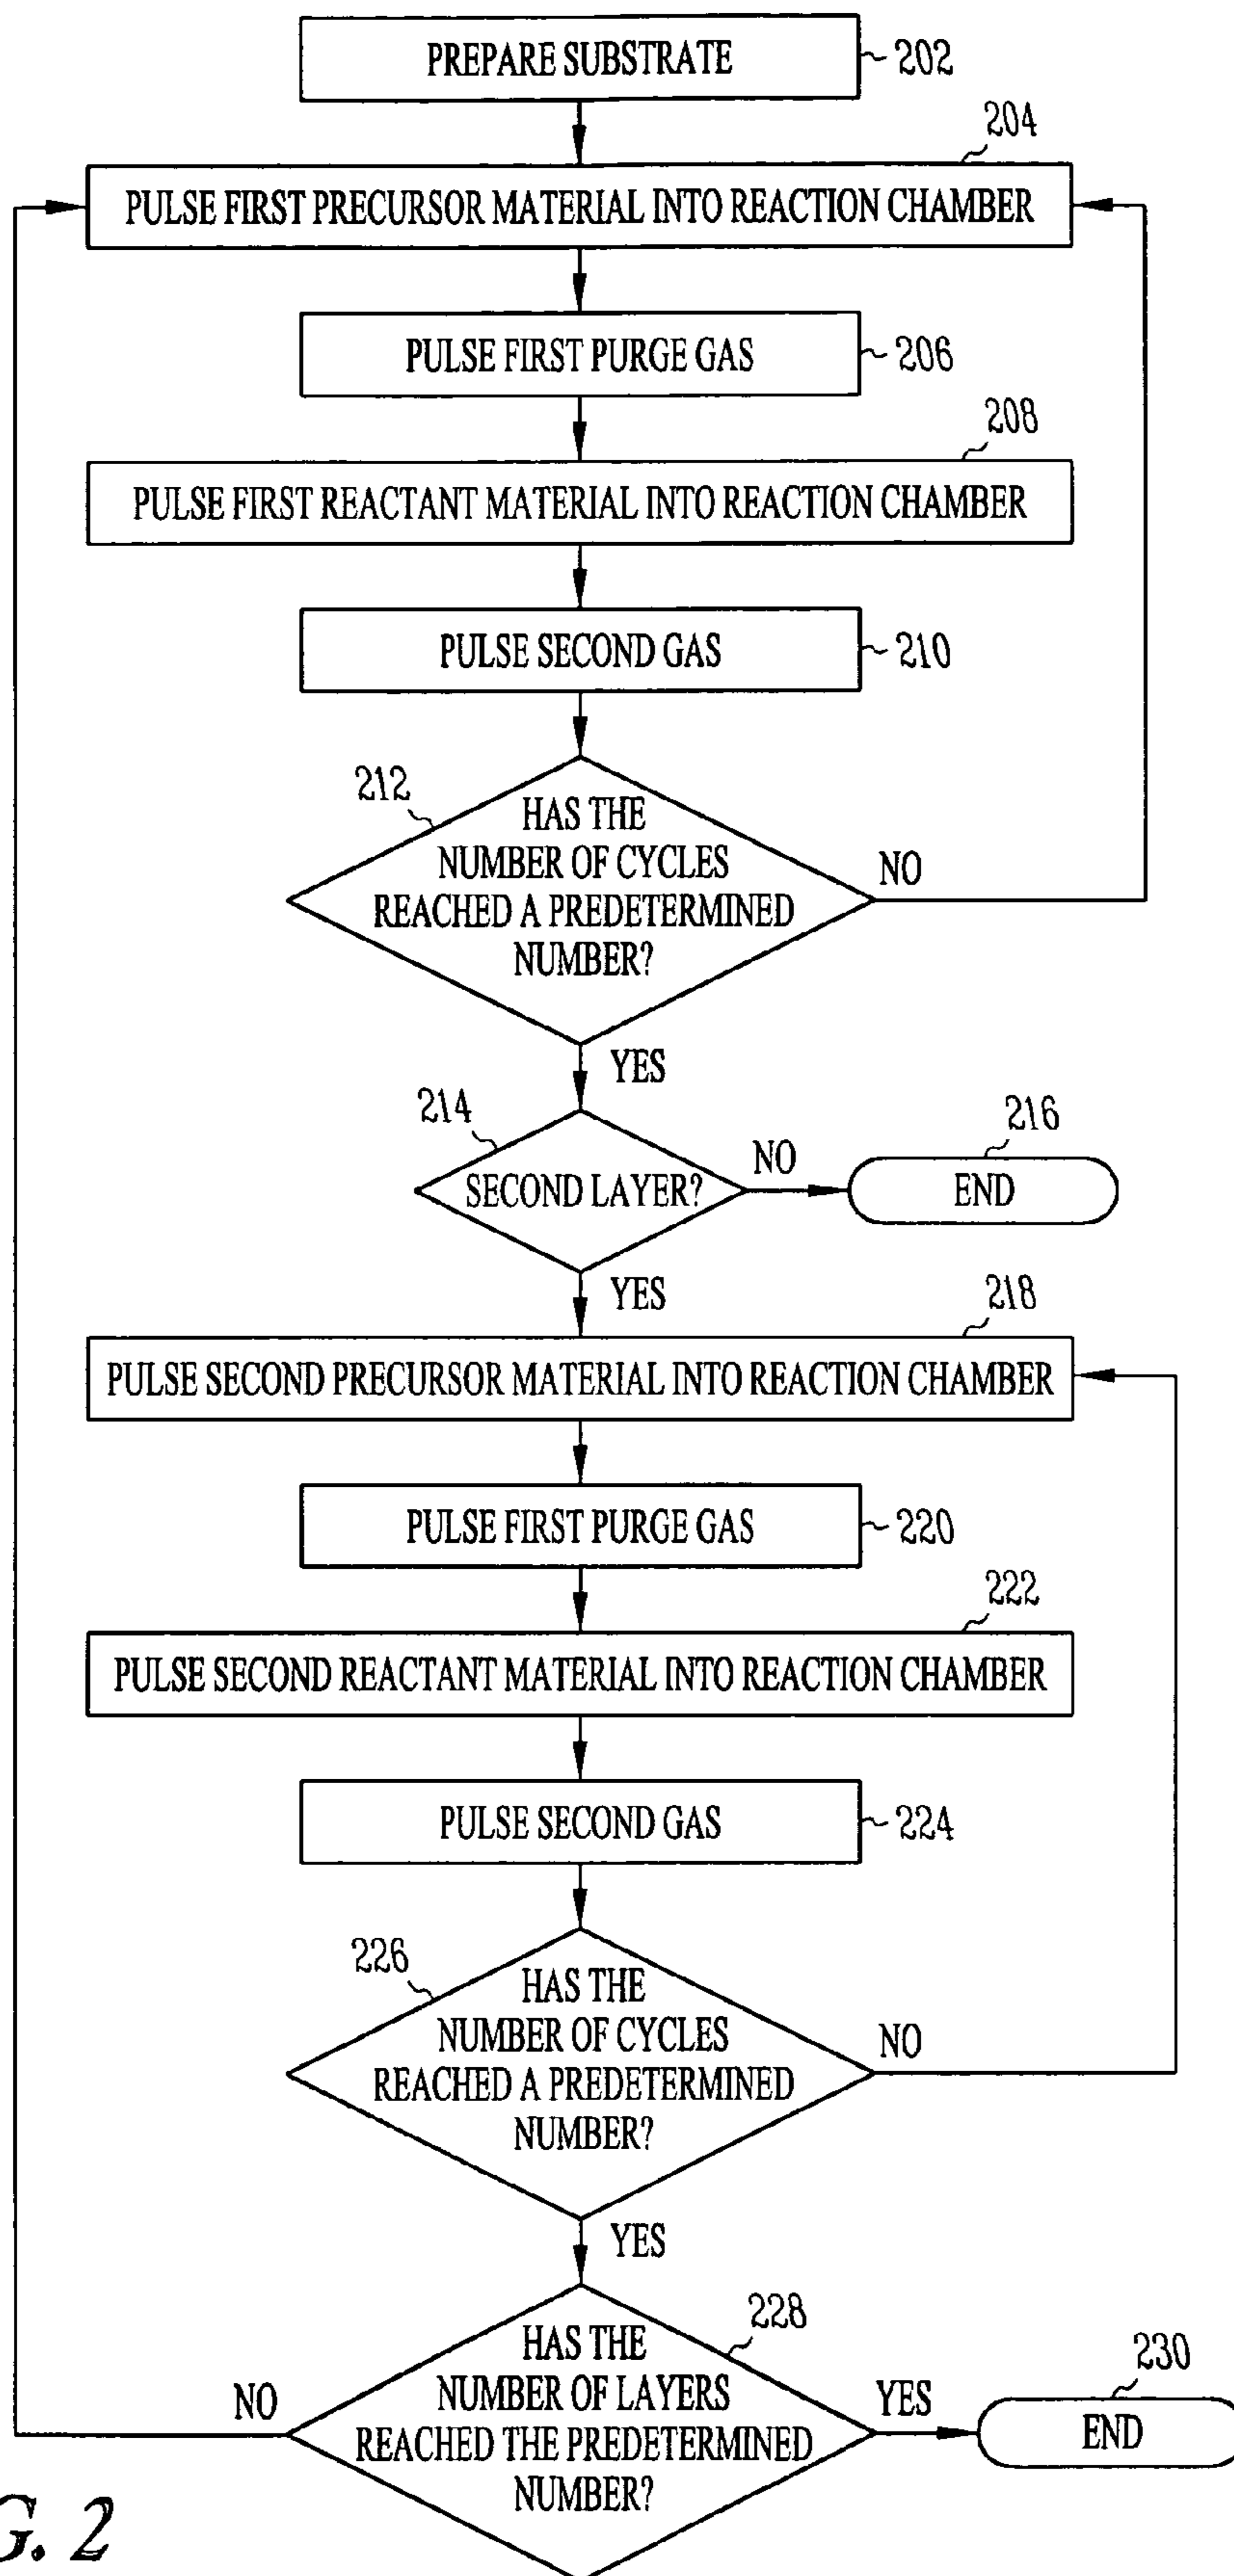 PREPARE SUBSTRATE
202
204
PULSE FIRST PRECURSOR MATERIAL INTO REACTION CHAMBER
PULSE FIRST PURGE GAS
206
208
PULSE FIRST REACTANT MATERIAL INTO REACTION CHAMBER
PULSE SECOND GAS
210
212
HAS THE
NUMBER OF CYCLES
REACHED A PREDETERMINED
NUMBER?
NO
YES
214
SECOND LAYER?
NO
216
END
YES
218
PULSE SECOND PRECURSOR MATERIAL INTO REACTION CHAMBER
PULSE FIRST PURGE GAS
220
222
PULSE SECOND REACTANT MATERIAL INTO REACTION CHAMBER
PULSE SECOND GAS
224
226
HAS THE
NUMBER OF CYCLES
REACHED A PREDETERMINED
NUMBER?
NO
YES
228
HAS THE
NUMBER OF LAYERS
REACHED THE PREDETERMINED
NUMBER?
NO
YES
230
END
G. 2